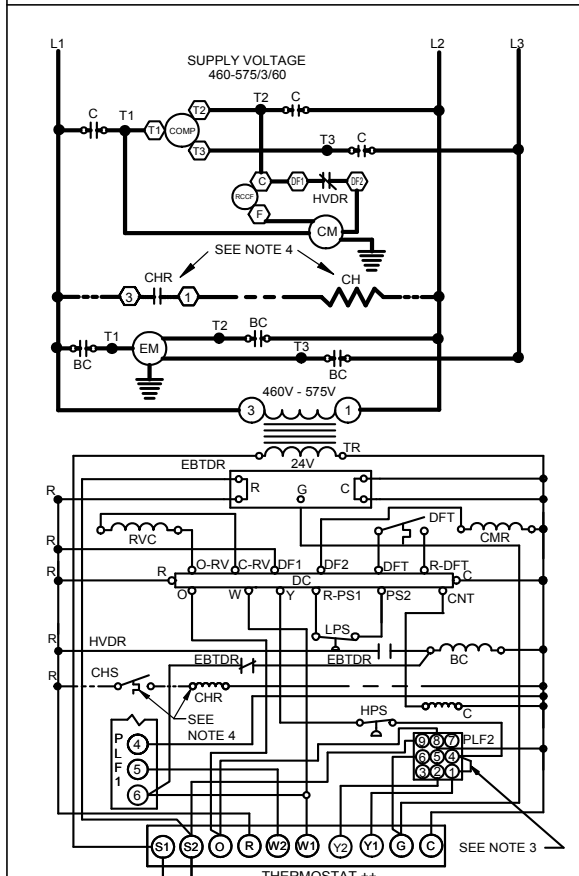 L1 L2 L3
SUPPLY VOLTAGE
460-575/3/60
C T1 T1 COMP T2 T2 C
T3 T3 C
C DF1 DF2
RCCF HVDR
F CM
SEE NOTE 4
CHR CH
3 1
T1 T2 BC
EM T3
BC BC
460V - 575V
3 1
TR
EBTDR 24V
R R G C
RVC DFT CMR
O-RV C-RV DF1 DF2 DFT R-DFT
R DC C
O W Y R-PS1 PS2 CNT
LPS
R HVDR
EBTDR EBTDR BC
R CHS
CHR C
SEE
NOTE 4
HPS
PLF1 4 5 6
9 8 7 PLF2
6 5 4
3 2 1
S1 S2 O R W2 W1 Y2 Y1 G C SEE NOTE 3
THERMOSTAT ++